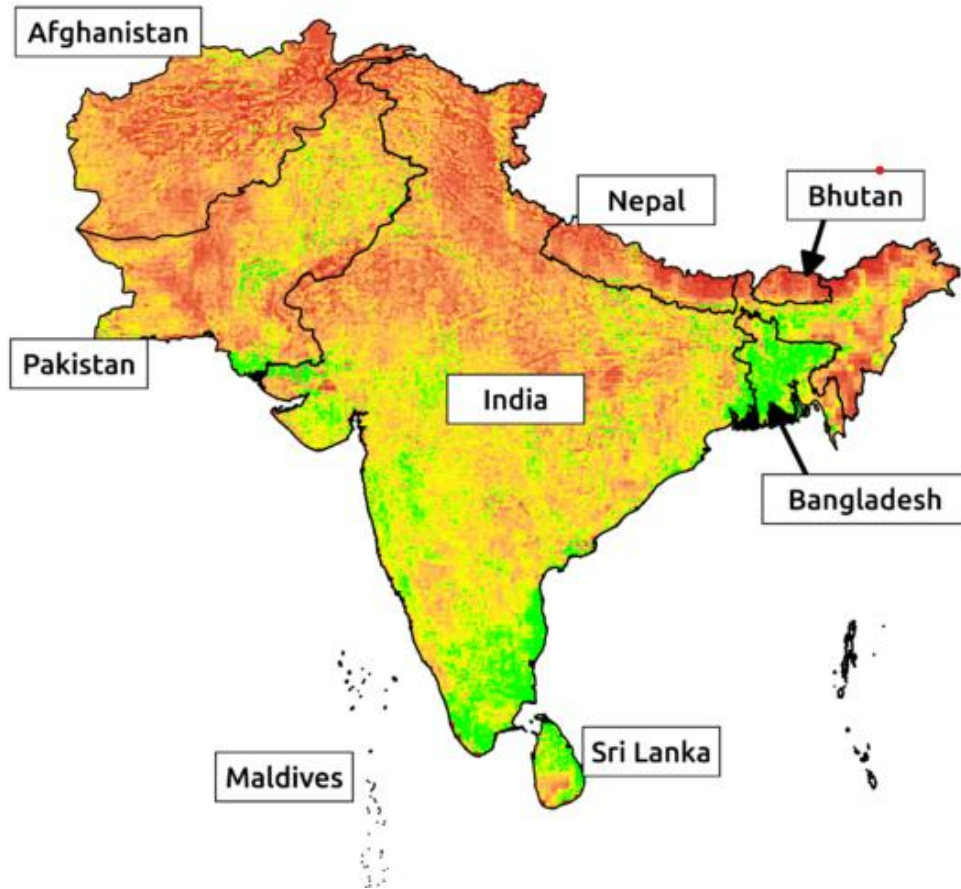 Afghanistan
Nepal
Bhutan
Pakistan
India
Bangladesh
Sri Lanka
Maldives